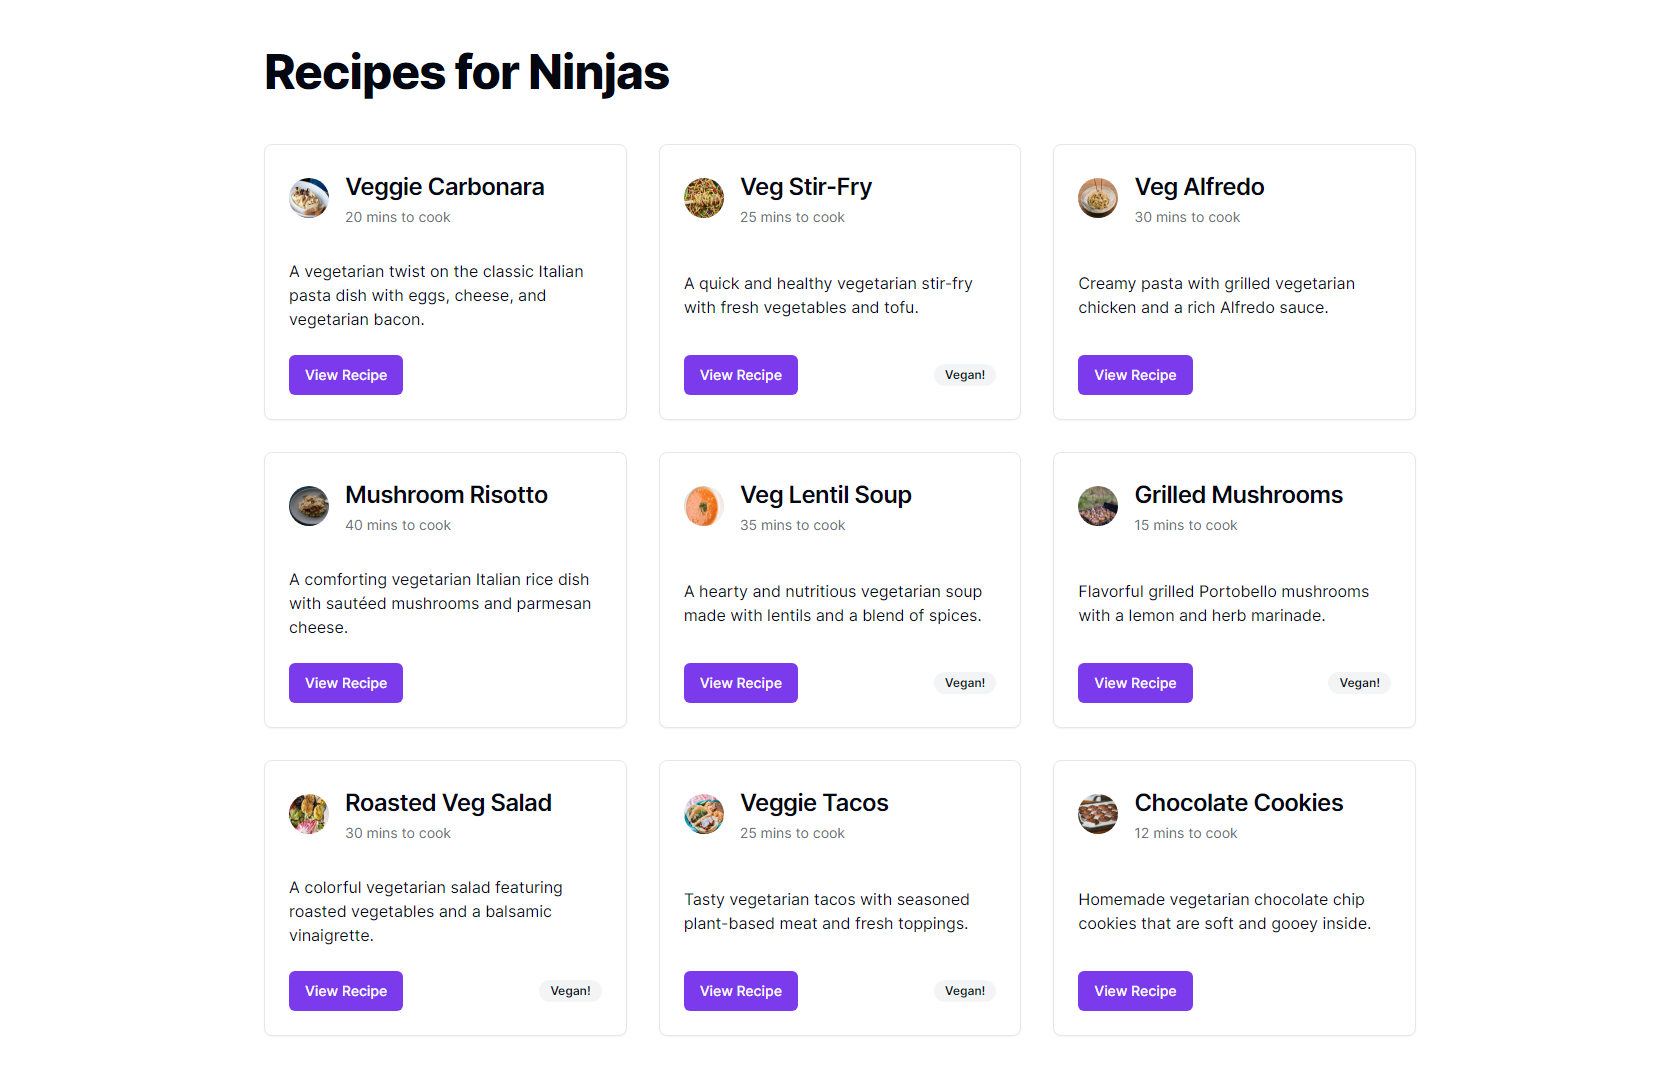 Recipes for Ninjas
Veggie Carbonara
20 mins to cook
A vegetarian twist on the classic Italian
pasta dish with eggs, cheese, and
vegetarian bacon.
View Recipe
Veg Stir-Fry
25 mins to cook
A quick and healthy vegetarian stir-fry
with fresh vegetables and tofu.
View Recipe
Vegan!
Veg Alfredo
30 mins to cook
Creamy pasta with grilled vegetarian
chicken and a rich Alfredo sauce.
View Recipe
Mushroom Risotto
40 mins to cook
A comforting vegetarian Italian rice dish
with sautéed mushrooms and parmesan
cheese.
View Recipe
Veg Lentil Soup
35 mins to cook
A hearty and nutritious vegetarian soup
made with lentils and a blend of spices.
View Recipe
Vegan!
Grilled Mushrooms
15 mins to cook
Flavorful grilled Portobello mushrooms
with a lemon and herb marinade.
View Recipe
Vegan!
Roasted Veg Salad
30 mins to cook
A colorful vegetarian salad featuring
roasted vegetables and a balsamic
vinaigrette.
View Recipe
Vegan!
Veggie Tacos
25 mins to cook
Tasty vegetarian tacos with seasoned
plant-based meat and fresh toppings.
View Recipe
Vegan!
Chocolate Cookies
12 mins to cook
Homemade vegetarian chocolate chip
cookies that are soft and gooey inside.
View Recipe